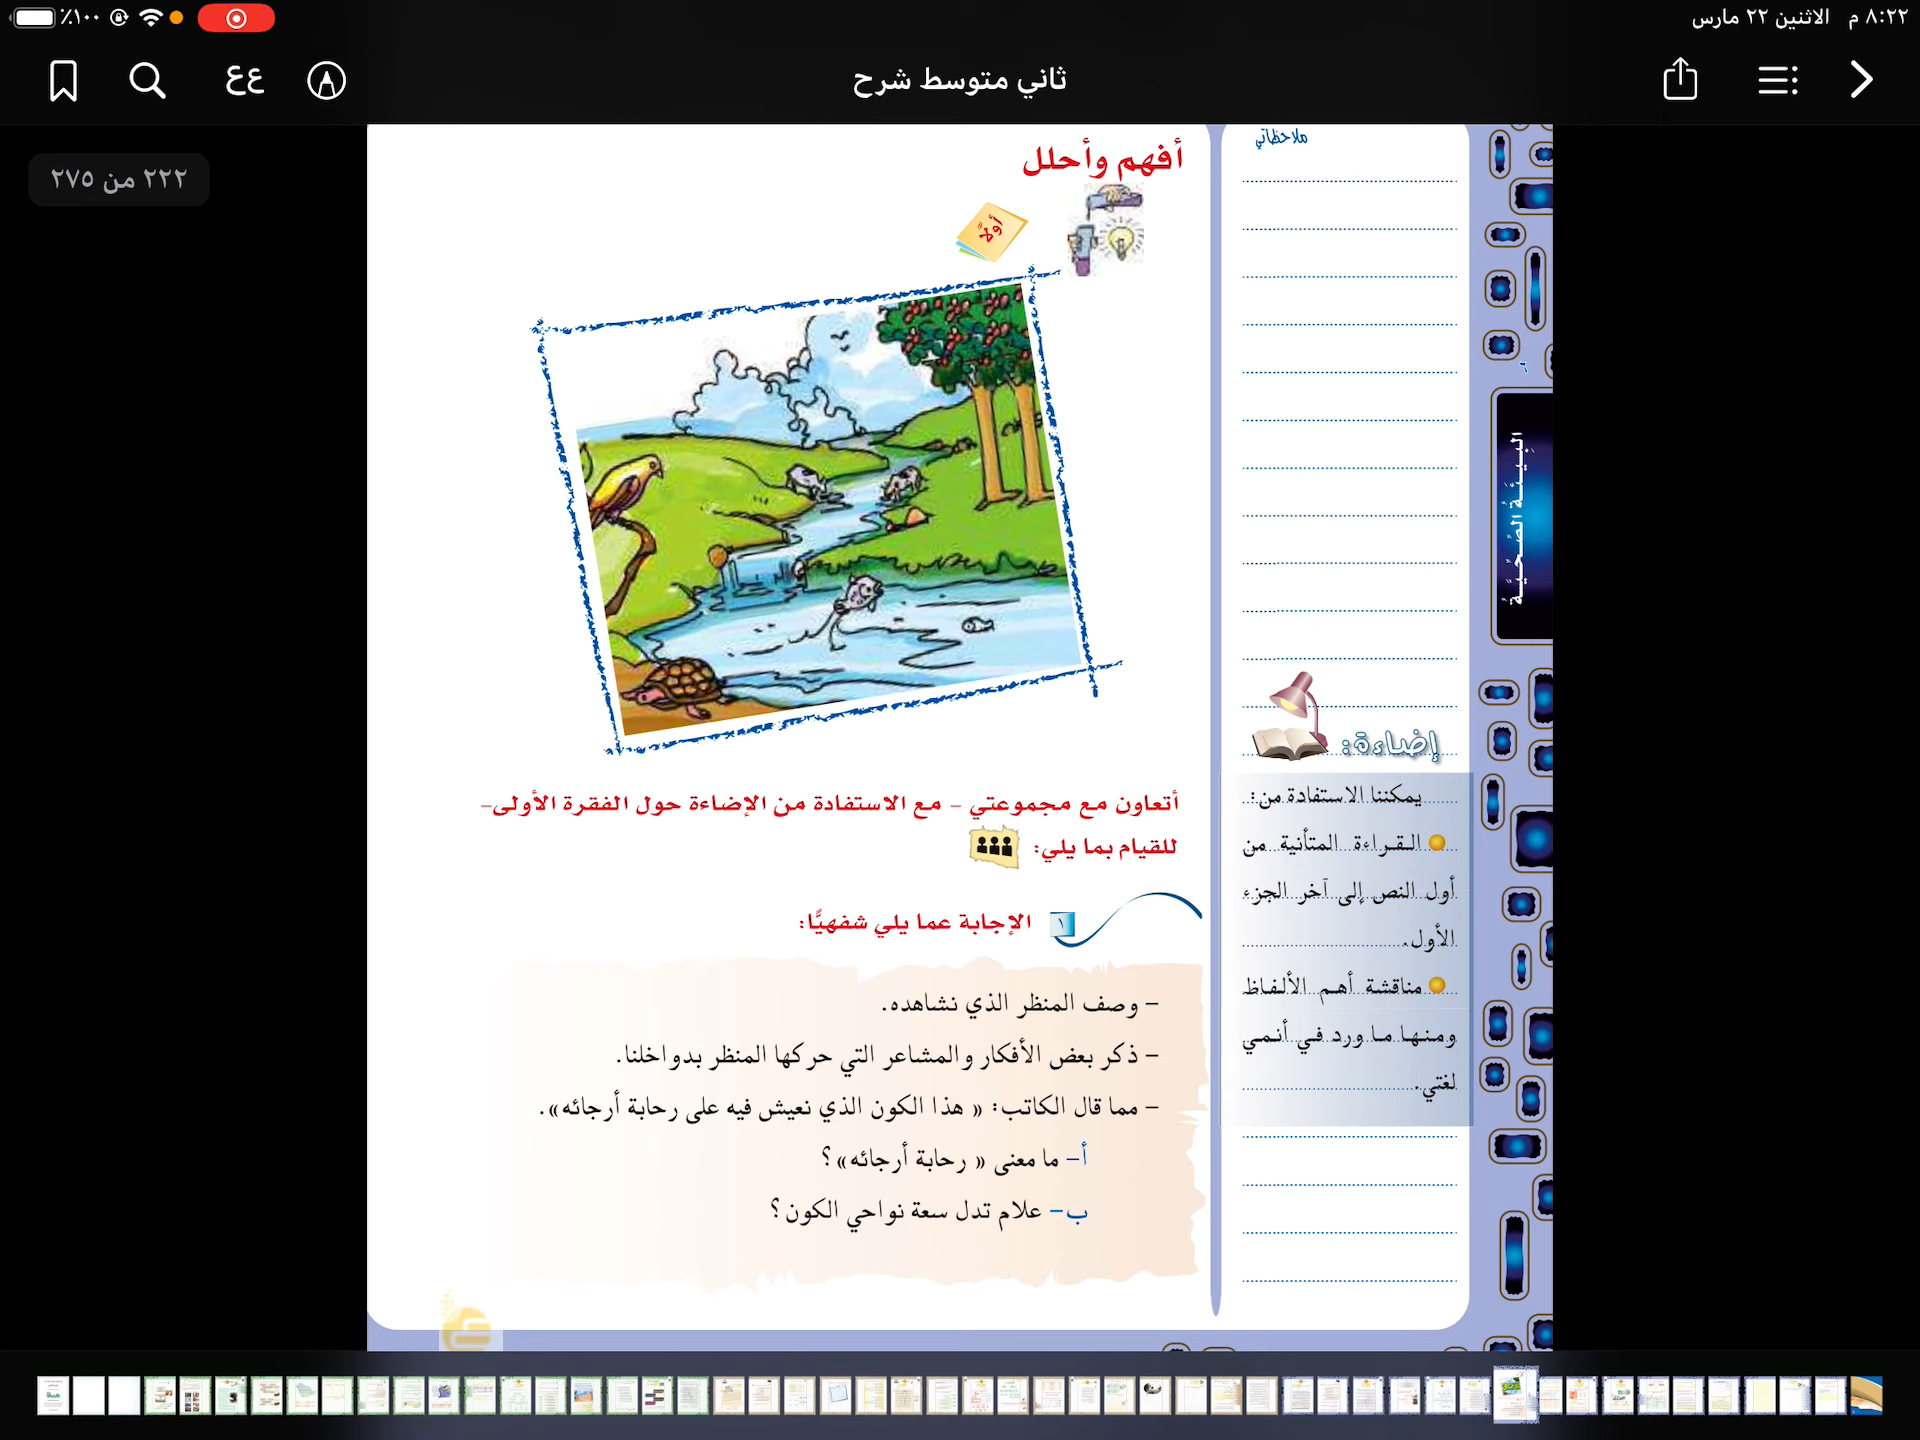 ٨:٢٢ م الاثنين ٢٢ مارس
٪١٠٠
ثاني متوسط شرح
عع
٢٢٢ من ٢٧٥
ملاحظاتي
أفهم وأحلل
أولاً
البيئة الصحية
أتعاون مع مجموعتي – مع الاستفادة من الإضاءة حول الفقرة الأولى–
للقيام بما يلي:
١ الإجابة عما يلي شفهيًّا:
– وصف المنظر الذي نشاهده.
– ذكر بعض الأفكار والمشاعر التي حركها المنظر بدواخلنا.
– مما قال الكاتب: « هذا الكون الذي نعيش فيه على رحابة أرجائه».
أ– ما معنى « رحابة أرجائه»؟
ب– علام تدل سعة نواحي الكون؟
إضاءة:
يمكننا الاستفادة من:
القراءة المتأنية من
أول النص إلى آخر الجزء
الأول.
مناقشة أهم الألفاظ
ومنها ما ورد في أنمي
لغتي.